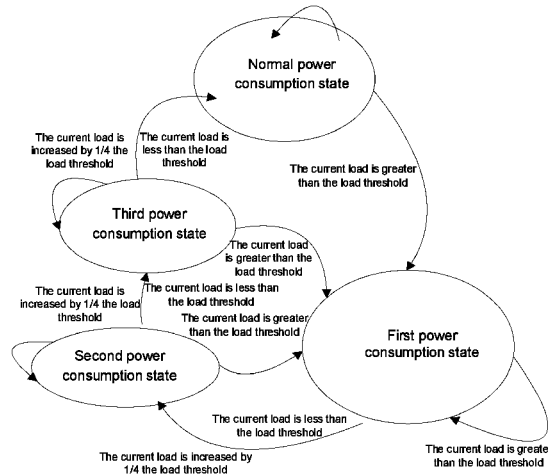 Normal power
consumption state
The current load is
increased by 1/4 the
load threshold
The current load is
less than the load
threshold
The current load is greater
than the load threshold
Third power
consumption state
The current load
is greater than the
load threshold
The current load is
increased by 1/4 the load
threshold
The current load is less than
the load threshold
The current load is greater
than the load threshold
First power
consumption state
Second power
consumption state
The current load is less than
the load threshold
The current load is increased by
1/4 the load threshold
The current load is greate
than the load threshold